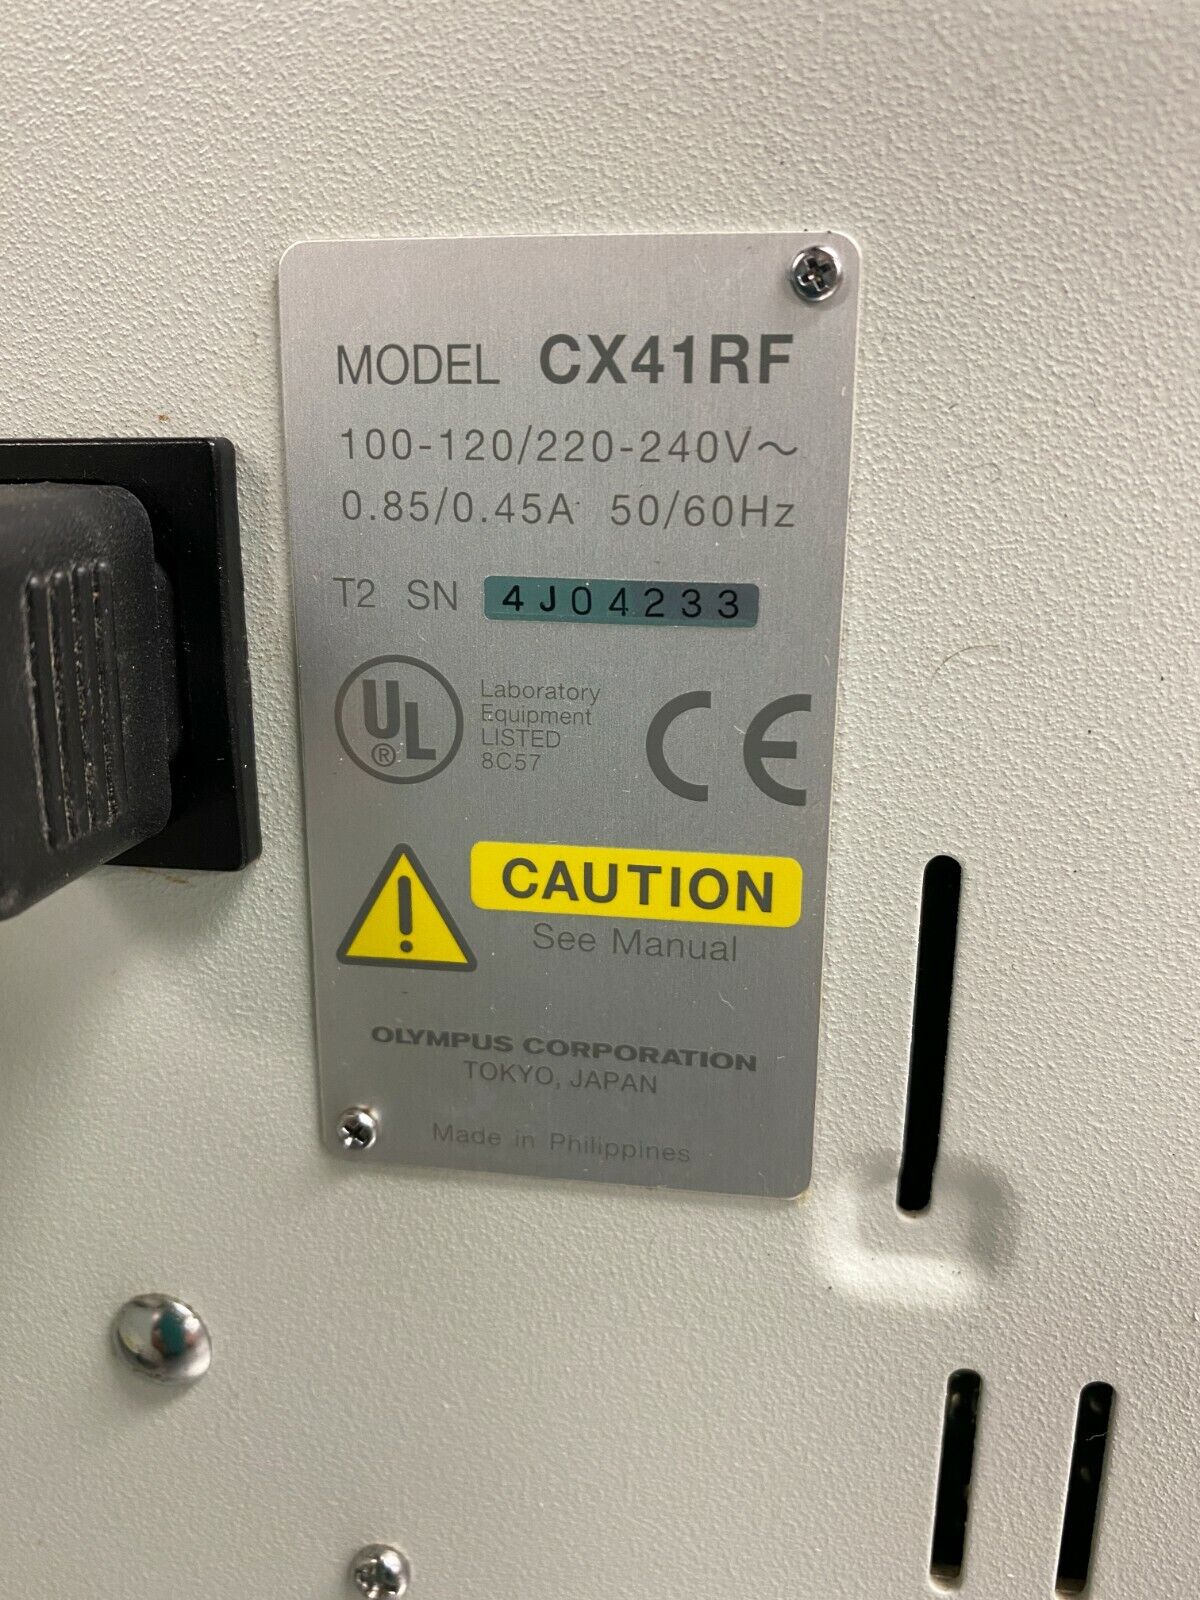 MODEL CX41RF
100-120/220-240V~
0.85/0.45A 50/60Hz
T2 SN 4J04233
UL
®
Laboratory
Equipment
LISTED
8C57
CE
!
CAUTION
See Manual
OLYMPUS CORPORATION
TOKYO, JAPAN
Made in Philippines